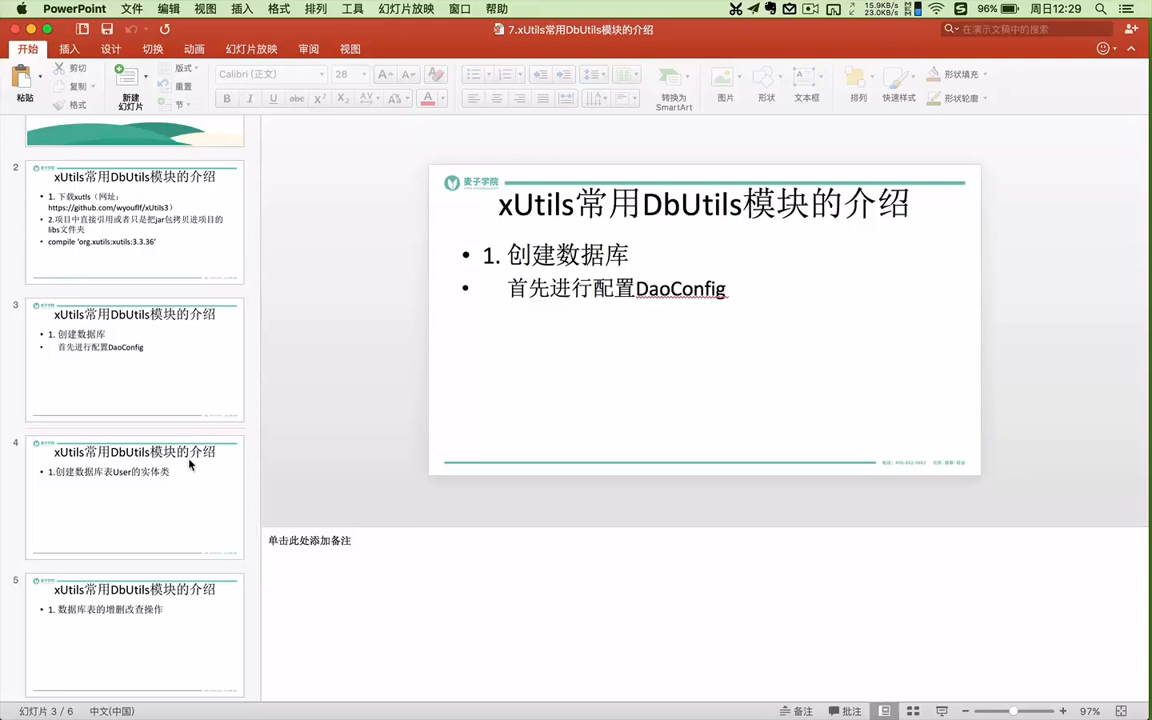 PowerPoint 文件 编辑 视图 插入 格式 排列 工具 幻灯片放映 窗口 帮助 15.9KB/s 23.0KB/s 96% 周日12:29
7.xUtils常用DbUtils模块的介绍
在演示文稿中的搜索
开始 插入 设计 切换 动画 幻灯片放映 审阅 视图
粘贴 剪切 复制 格式 新建幻灯片 版式 重置 节
Calibri (正文) 28
转换为 SmartArt 图片 形状 文本框 排列 快速样式 形状填充 形状轮廓
2
xUtils常用DbUtils模块的介绍
• 1. 下载xutls（网址：
https://github.com/wyouflf/xUtils3）
• 2.项目中直接引用或者只是把jar包拷贝进项目的
libs文件夹
• compile 'org.xutils:xutils:3.3.36'
3
xUtils常用DbUtils模块的介绍
• 1. 创建数据库
• 首先进行配置DaoConfig
4
xUtils常用DbUtils模块的介绍
• 1.创建数据库表User的实体类
5
xUtils常用DbUtils模块的介绍
• 1. 数据库表的增删改查操作
麦子学院
xUtils常用DbUtils模块的介绍
• 1. 创建数据库
• 首先进行配置DaoConfig
单击此处添加备注
幻灯片 3 / 6 中文(中国) 备注 批注 97%